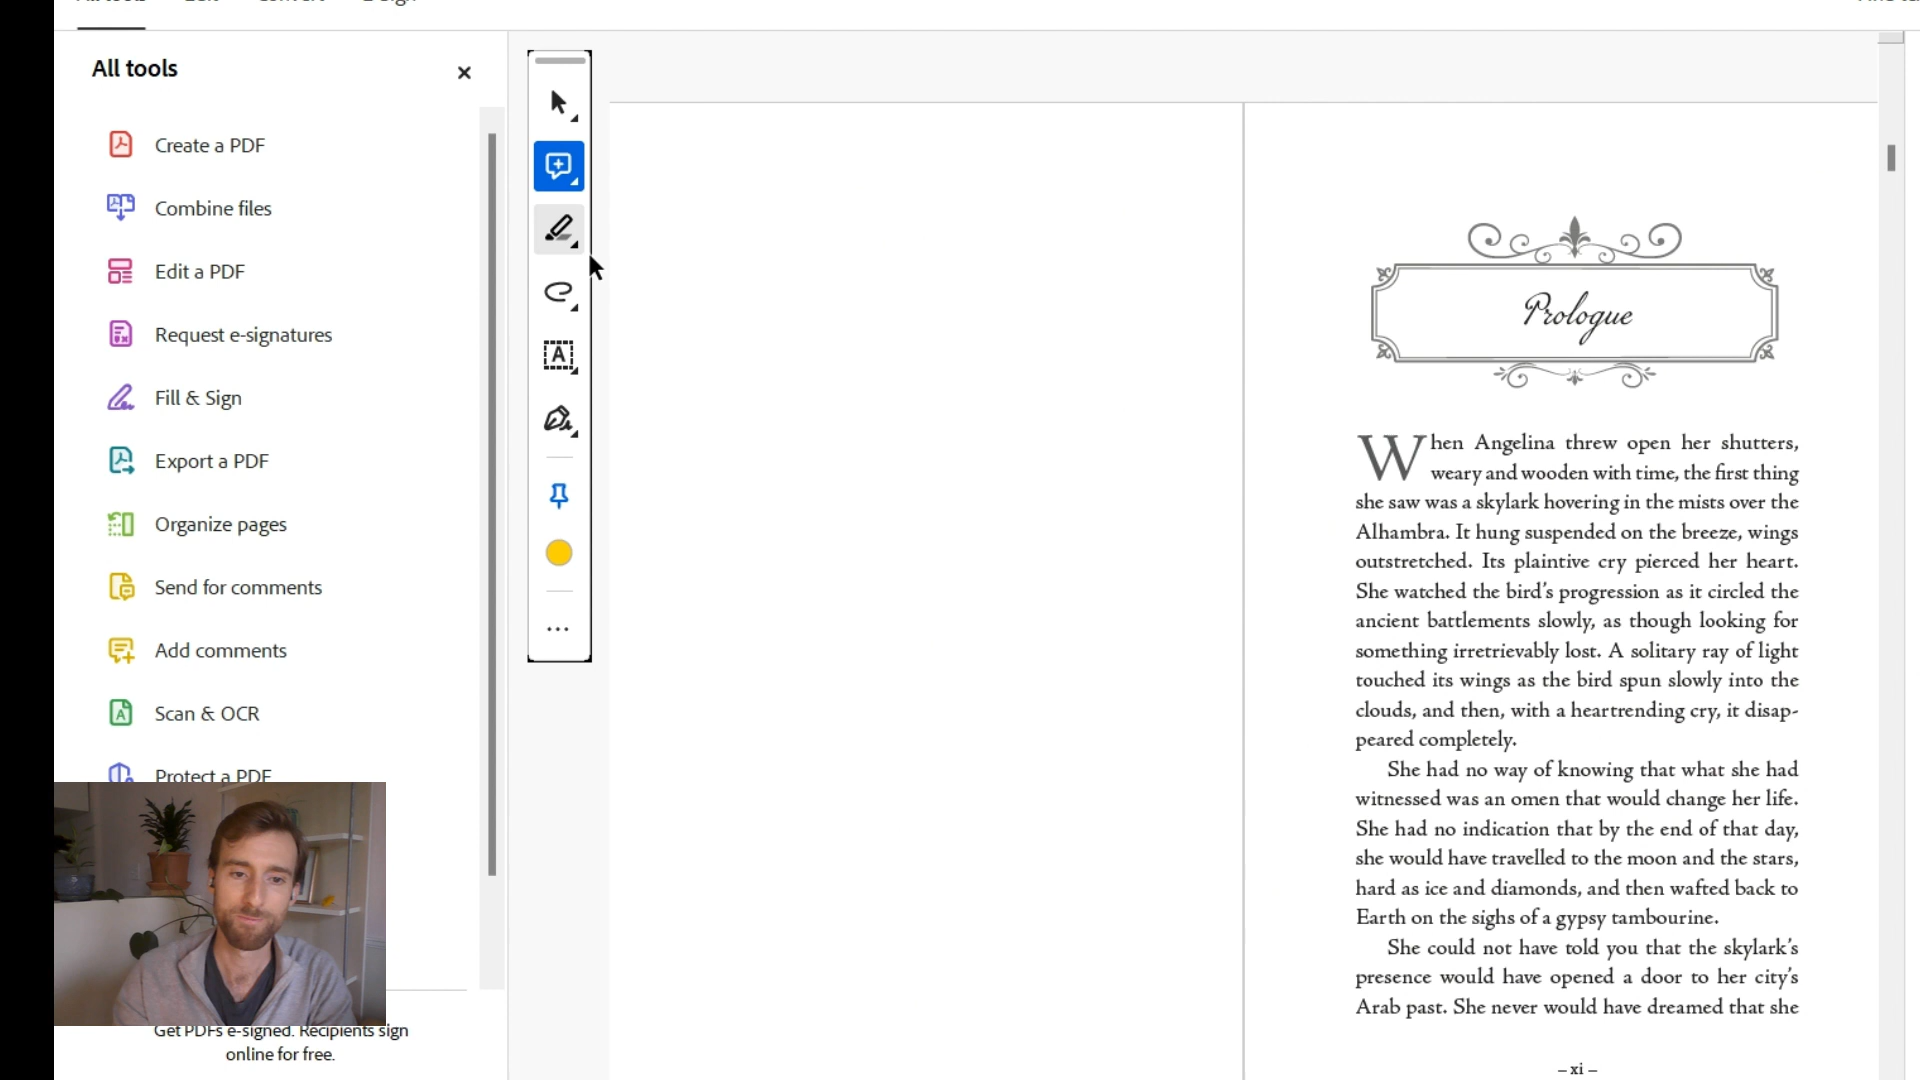 All tools
×
Create a PDF
Combine files
Edit a PDF
Request e-signatures
Fill & Sign
Export a PDF
Organize pages
Send for comments
Add comments
Scan & OCR
Protect a PDF
Get PDFs e-signed. Recipients sign
online for free.
A
Prologue
When Angelina threw open her shutters,
weary and wooden with time, the first thing
she saw was a skylark hovering in the mists over the
Alhambra. It hung suspended on the breeze, wings
outstretched. Its plaintive cry pierced her heart.
She watched the bird’s progression as it circled the
ancient battlements slowly, as though looking for
something irretrievably lost. A solitary ray of light
touched its wings as the bird spun slowly into the
clouds, and then, with a heartrending cry, it disap-
peared completely.
She had no way of knowing that what she had
witnessed was an omen that would change her life.
She had no indication that by the end of that day,
she would have travelled to the moon and the stars,
hard as ice and diamonds, and then wafted back to
Earth on the sighs of a gypsy tambourine.
She could not have told you that the skylark’s
presence would have opened a door to her city’s
Arab past. She never would have dreamed that she
– xi –